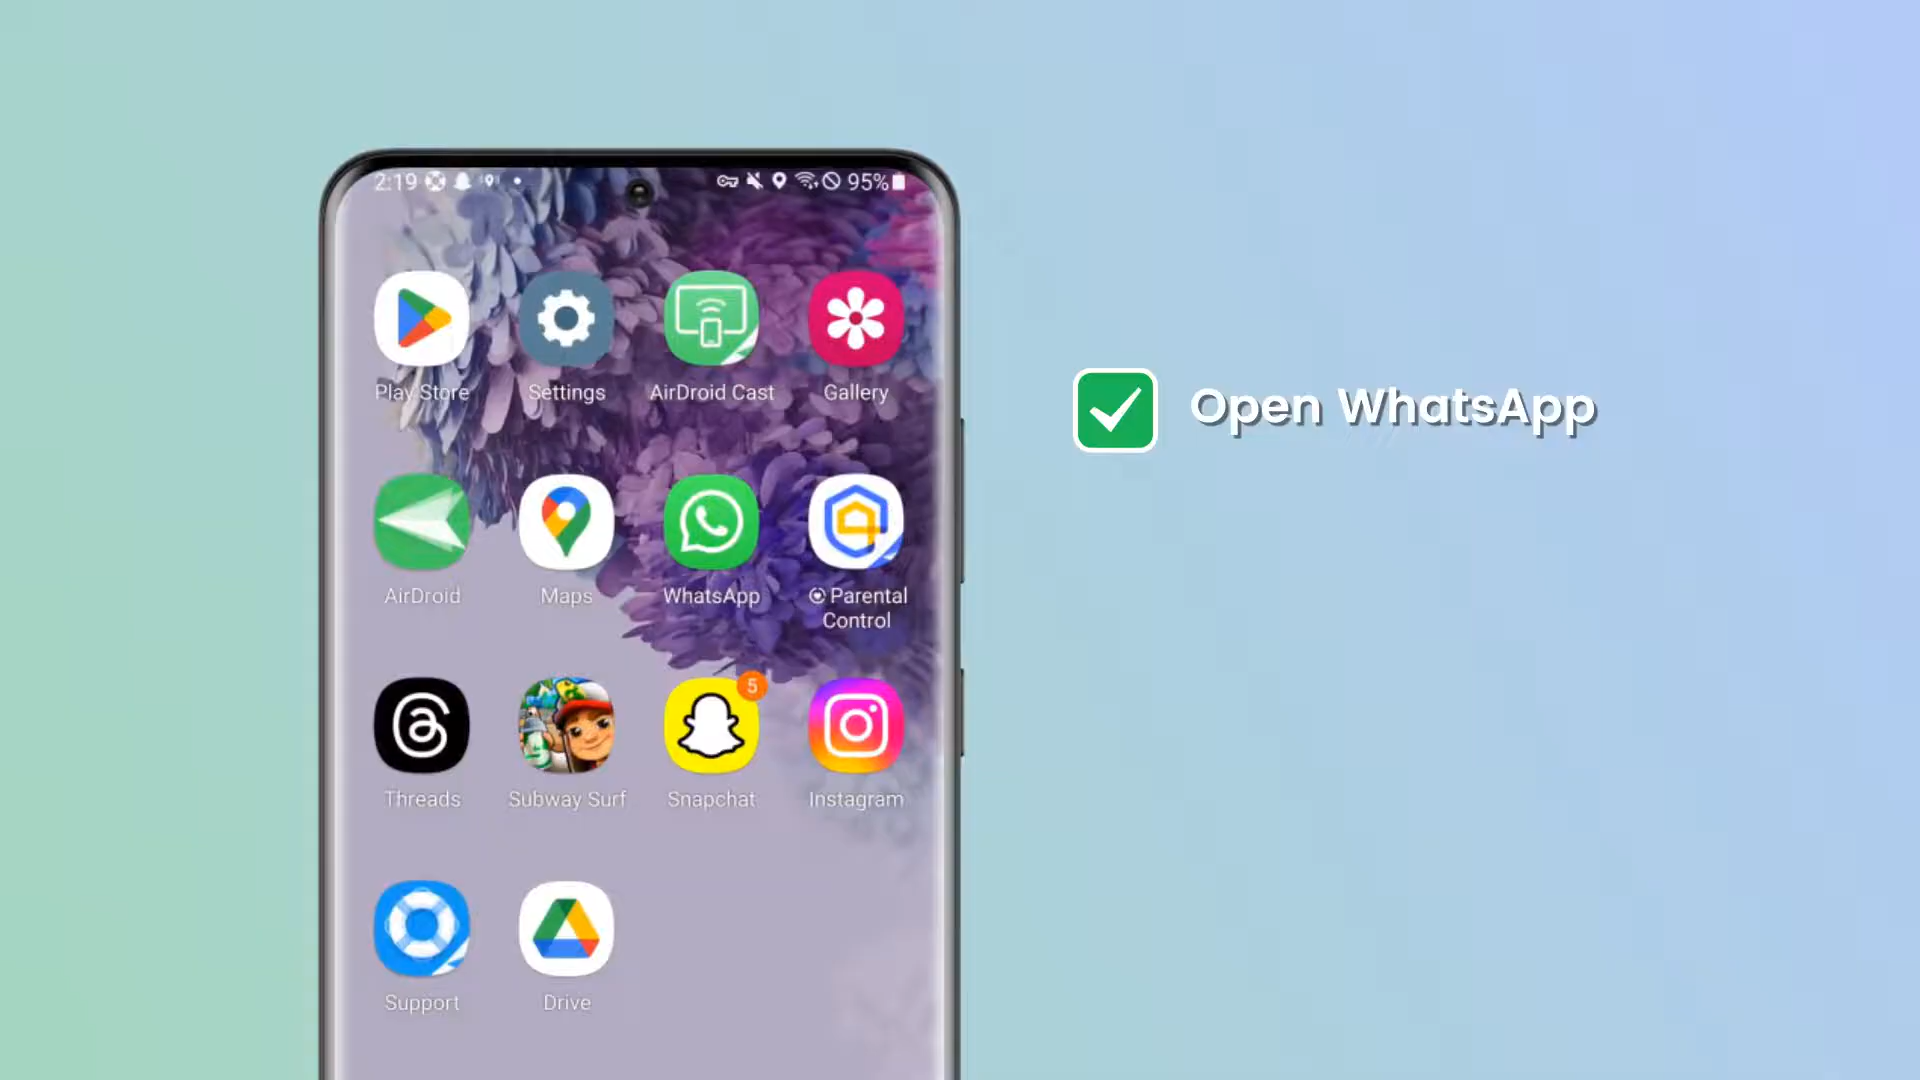 2:19
95%
Play Store
Settings
AirDroid Cast
Gallery
Open WhatsApp
AirDroid
Maps
WhatsApp
Parental
Control
5
Threads
Subway Surf
Snapchat
Instagram
Support
Drive